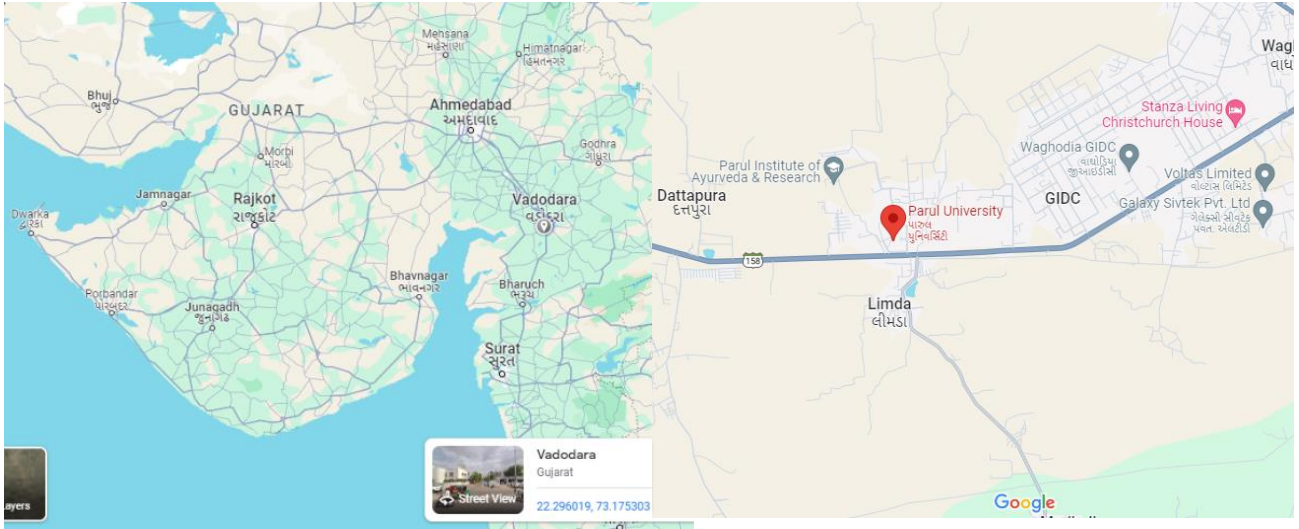 Mehsana
મહેસાણા
Himatnagar
હિંમતનગર
Bhuj
ભુજ
GUJARAT
Ahmedabad
અમદાવાદ
Godhra
ગોધરા
Morbi
મોરબી
Jamnagar
Rajkot
રાજકોટ
Vadodara
વડોદરા
Dwarka
દ્વારકા
Bhavnagar
ભાવનગર
Bharuch
ભરૂચ
Porbandar
પોરબંદર
Junagadh
જુનાગઢ
Surat
સુરત
ayers
Street View
Vadodara
Gujarat
22.296019, 73.175303
Stanza Living
Christchurch House
Waghodia GIDC
વાઘોડિયા
જીઆઇડીસી
Parul Institute of
Ayurveda & Research
Voltas Limited
વોલ્ટાસ લિમિટેડ
Dattapura
દત્તપુરા
GIDC
Galaxy Sivtek Pvt. Ltd
ગેલેક્સી સીવટેક
પવત. એલટીડી
Parul University
પારુલ
યુનિવર્સિટી
158
Limda
લીમડા
Google